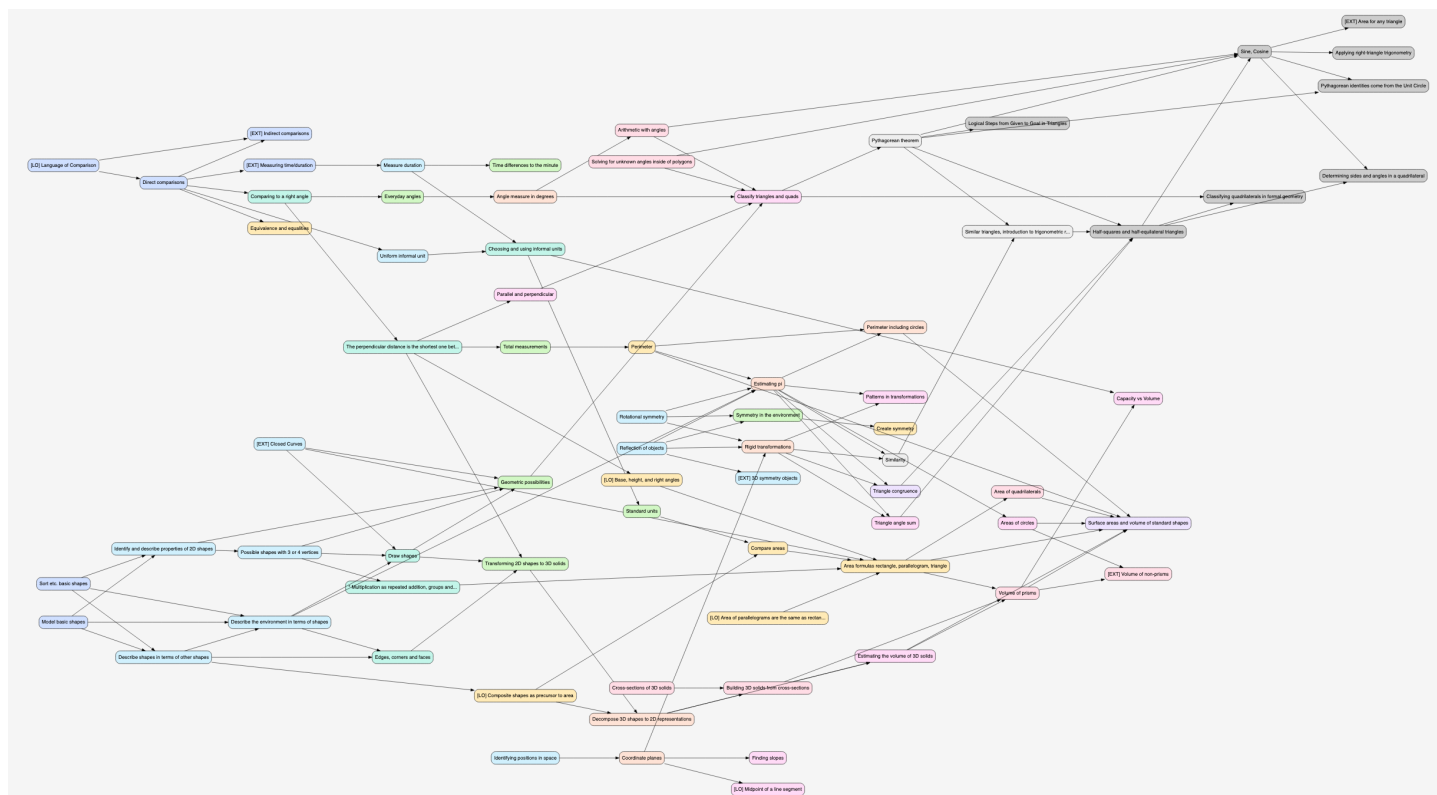 [EXT] Area for any triangle
Sine, Cosine
Applying right-triangle trigonometry
Pythagorean identities come from the Unit Circle
Logical Steps from Given to Goal in Triangles
Arithmetic with angles
[EXT] Indirect comparisons
Pythagorean theorem
[LO] Language of Comparison
[EXT] Measuring time/duration
Measure duration
Time differences to the minute
Solving for unknown angles inside of polygons
Determining sides and angles in a quadrilateral
Direct comparisons
Comparing to a right angle
Everyday angles
Angle measure in degrees
Classify triangles and quads
Classifying quadrilaterals in formal geometry
Equivalence and equalities
Similar triangles, introduction to trigonometric r...
Half-squares and half-equilateral triangles
Uniform informal unit
Choosing and using informal units
Parallel and perpendicular
Perimeter including circles
The perpendicular distance is the shortest one bet...
Total measurements
Perimeter
Estimating pi
Patterns in transformations
Capacity vs Volume
Rotational symmetry
Symmetry in the environment
Create symmetry
[EXT] Closed Curves
Reflection of objects
Rigid transformations
Similarity
Geometric possibilities
[LO] Base, height, and right angles
[EXT] 3D symmetry objects
Triangle congruence
Area of quadrilaterals
Standard units
Triangle angle sum
Areas of circles
Surface areas and volume of standard shapes
Identify and describe properties of 2D shapes
Possible shapes with 3 or 4 vertices
Draw shapes
Transforming 2D shapes to 3D solids
Compare areas
Area formulas rectangle, parallelogram, triangle
[EXT] Volume of non-prisms
Sort etc. basic shapes
Multiplication as repeated addition, groups and...
Volume of prisms
Model basic shapes
Describe the environment in terms of shapes
[LO] Area of parallelograms are the same as rectan...
Describe shapes in terms of other shapes
Edges, corners and faces
Estimating the volume of 3D solids
[LO] Composite shapes as precursor to area
Cross-sections of 3D solids
Building 3D solids from cross-sections
Decompose 3D shapes to 2D representations
Identifying positions in space
Coordinate planes
Finding slopes
[LO] Midpoint of a line segment